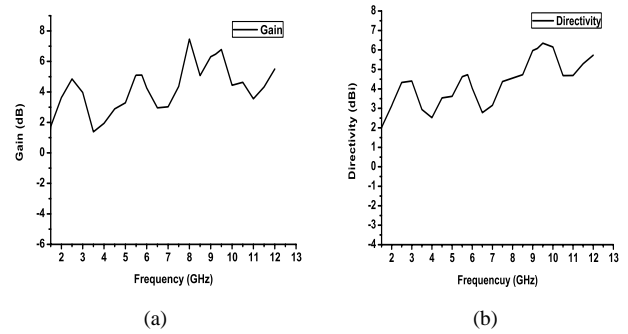 Gain
8
6
4
2
0
-2
-4
-6
Gain (dB)
2 3 4 5 6 7 8 9 10 11 12 13
Frequency (GHz)
(a)
Directivity
8
7
6
5
4
3
2
1
0
-1
-2
-3
-4
Directivity (dBi)
2 3 4 5 6 7 8 9 10 11 12 13
Frequencuy (GHz)
(b)